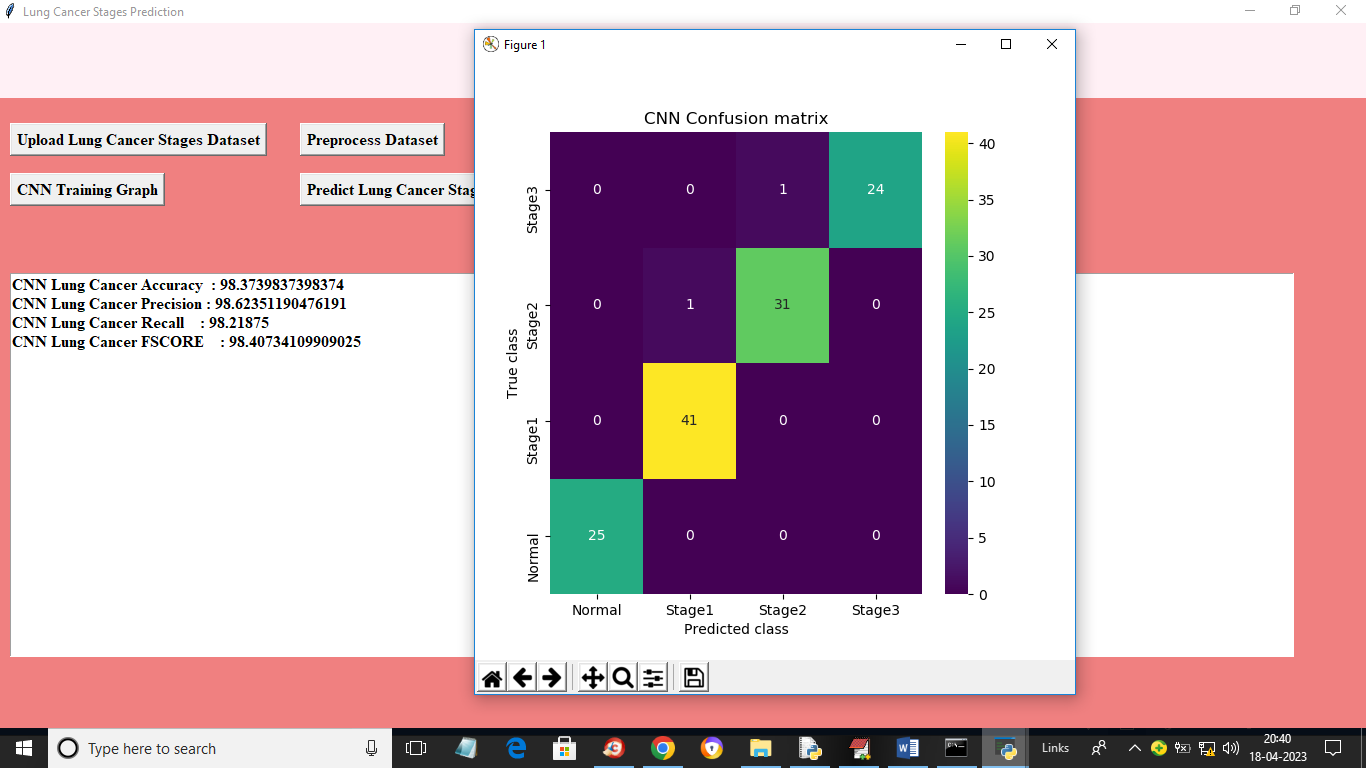 Lung Cancer Stages Prediction
Upload Lung Cancer Stages Dataset
Preprocess Dataset
CNN Training Graph
Predict Lung Cancer Stag
CNN Lung Cancer Accuracy : 98.3739837398374
CNN Lung Cancer Precision : 98.62351190476191
CNN Lung Cancer Recall : 98.21875
CNN Lung Cancer FSCORE : 98.40734109909025
Figure 1
CNN Confusion matrix
True class
Stage3
0 0 1 24
Stage2
0 1 31 0
Stage1
0 41 0 0
Normal
25 0 0 0
Normal Stage1 Stage2 Stage3
Predicted class
40
35
30
25
20
15
10
5
0
Type here to search
Links
20:40
18-04-2023